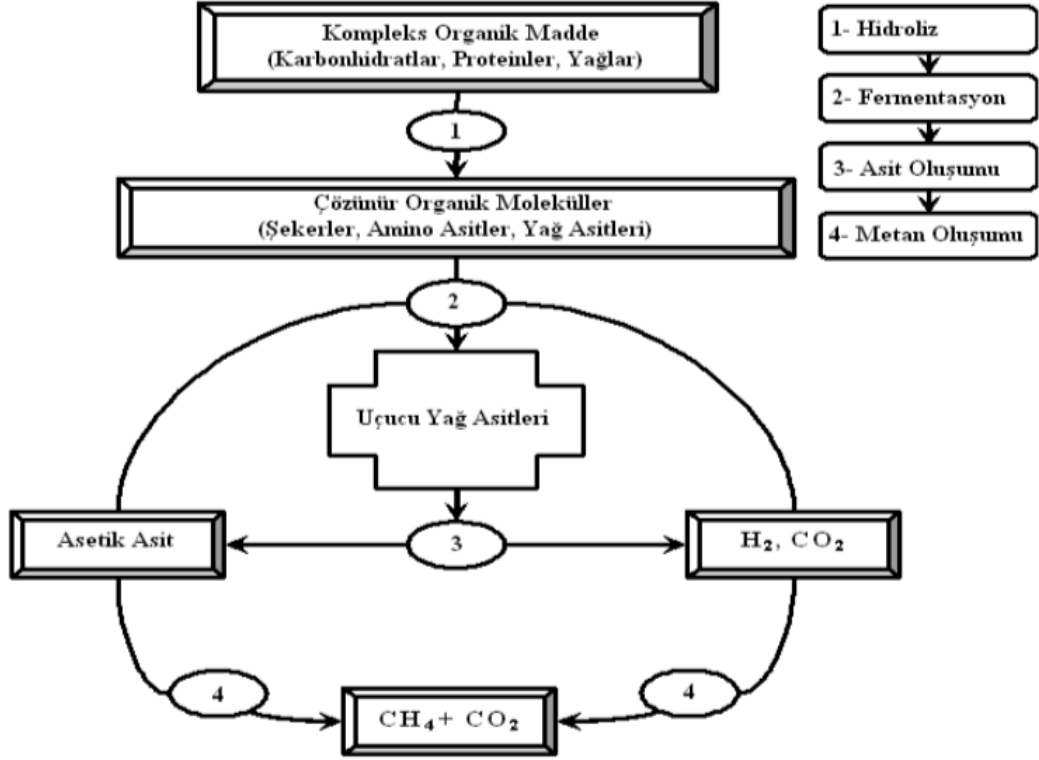 Kompleks Organik Madde
(Karbonhidratlar, Proteinler, Yağlar)
1
Çözünür Organik Moleküller
(Şekerler, Amino Asitler, Yağ Asitleri)
2
Uçucu Yağ Asitleri
Asetik Asit
3
H₂, CO₂
4
4
CH₄+ CO₂
1- Hidroliz
2- Fermentasyon
3- Asit Oluşumu
4- Metan Oluşumu